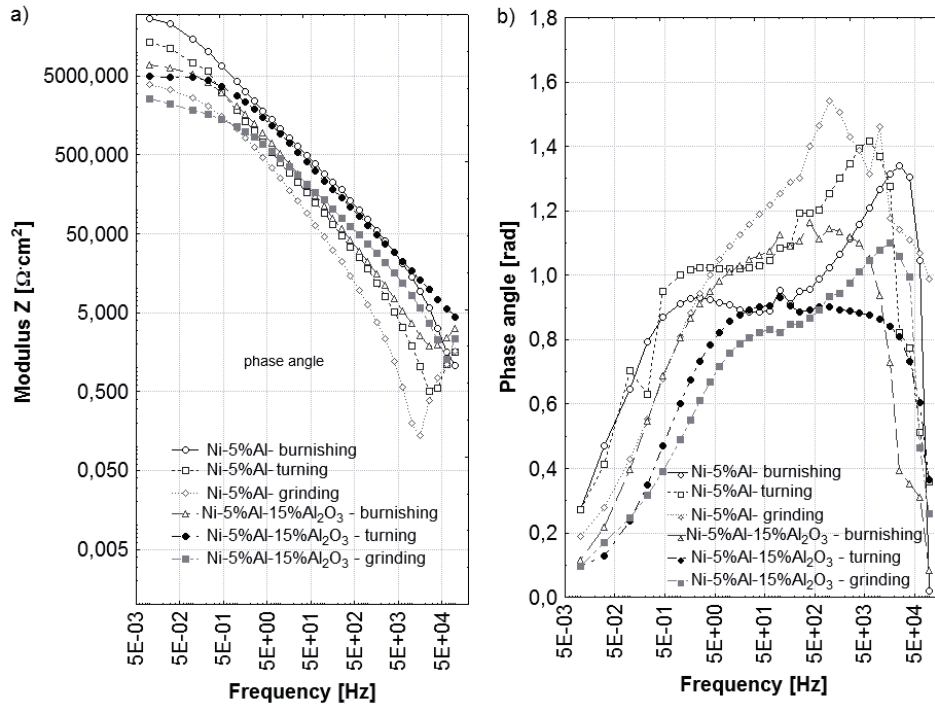 a)
Modulus Z [Ω·cm²]
5000,000
500,000
50,000
5,000
0,500
0,050
0,005
phase angle
Ni-5%Al- burnishing
Ni-5%Al- turning
Ni-5%Al- grinding
Ni-5%Al-15%Al₂O₃ - burnishing
Ni-5%Al-15%Al₂O₃ - turning
Ni-5%Al-15%Al₂O₃ - grinding
5E-03
5E-02
5E-01
5E+00
5E+01
5E+02
5E+03
5E+04
Frequency [Hz]
b)
Phase angle [rad]
1,8
1,6
1,4
1,2
1,0
0,8
0,6
0,4
0,2
0,0
Ni-5%Al- burnishing
Ni-5%Al- turning
Ni-5%Al- grinding
Ni-5%Al-15%Al₂O₃ - burnishing
Ni-5%Al-15%Al₂O₃ - turning
Ni-5%Al-15%Al₂O₃ - grinding
5E-03
5E-02
5E-01
5E+00
5E+01
5E+02
5E+03
5E+04
Frequency [Hz]